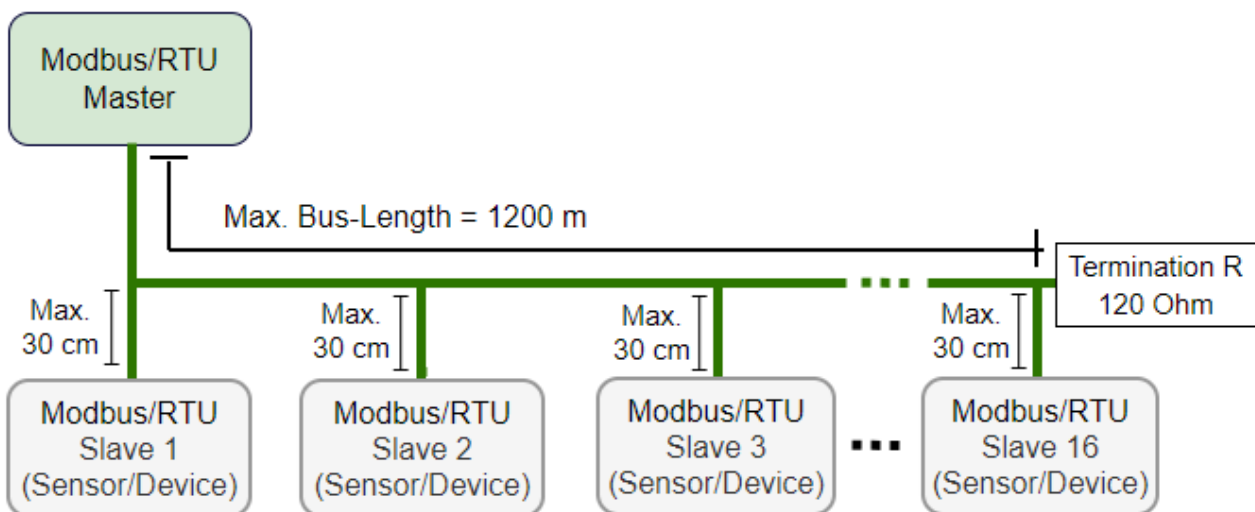 Modbus/RTU
Master
Max. Bus-Length = 1200 m
Termination R
120 Ohm
Max.
30 cm
Max.
30 cm
Max.
30 cm
Max.
30 cm
Modbus/RTU
Slave 1
(Sensor/Device)
Modbus/RTU
Slave 2
(Sensor/Device)
Modbus/RTU
Slave 3
(Sensor/Device)
Modbus/RTU
Slave 16
(Sensor/Device)